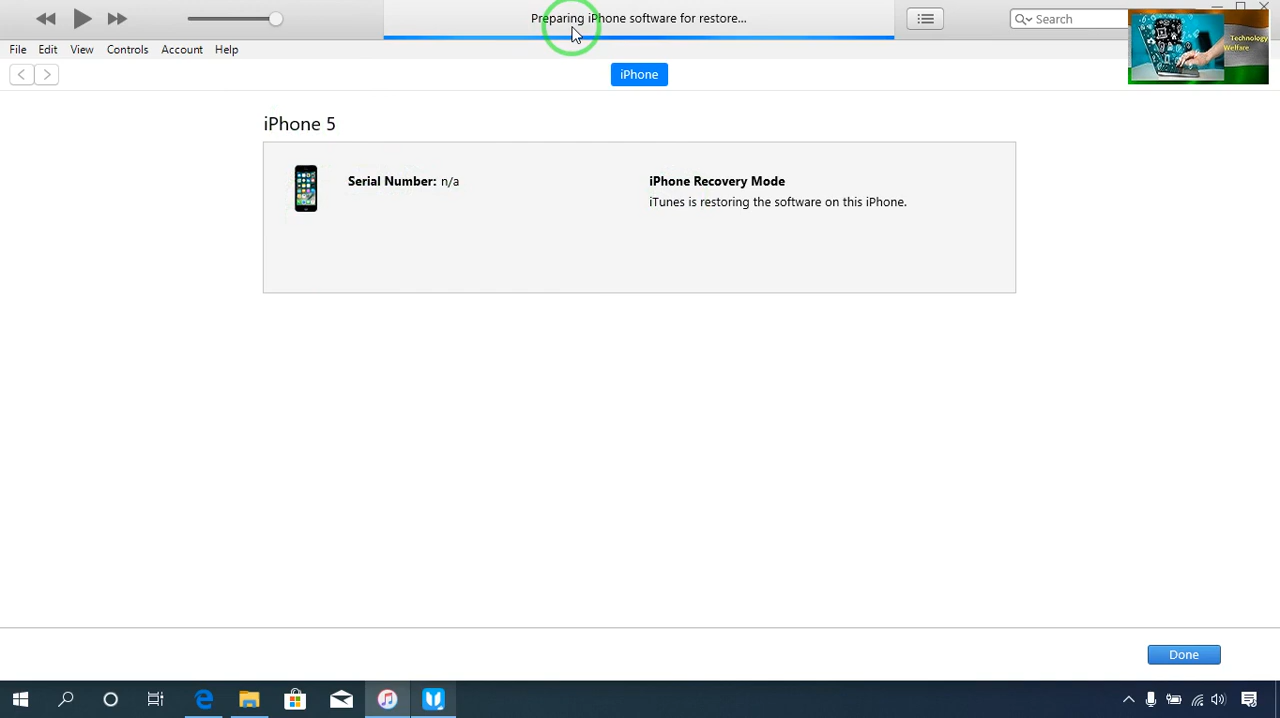 Preparing iPhone software for restore...
Search
Technology
Welfare
File Edit View Controls Account Help
iPhone
iPhone 5
Serial Number: n/a
iPhone Recovery Mode
iTunes is restoring the software on this iPhone.
Done